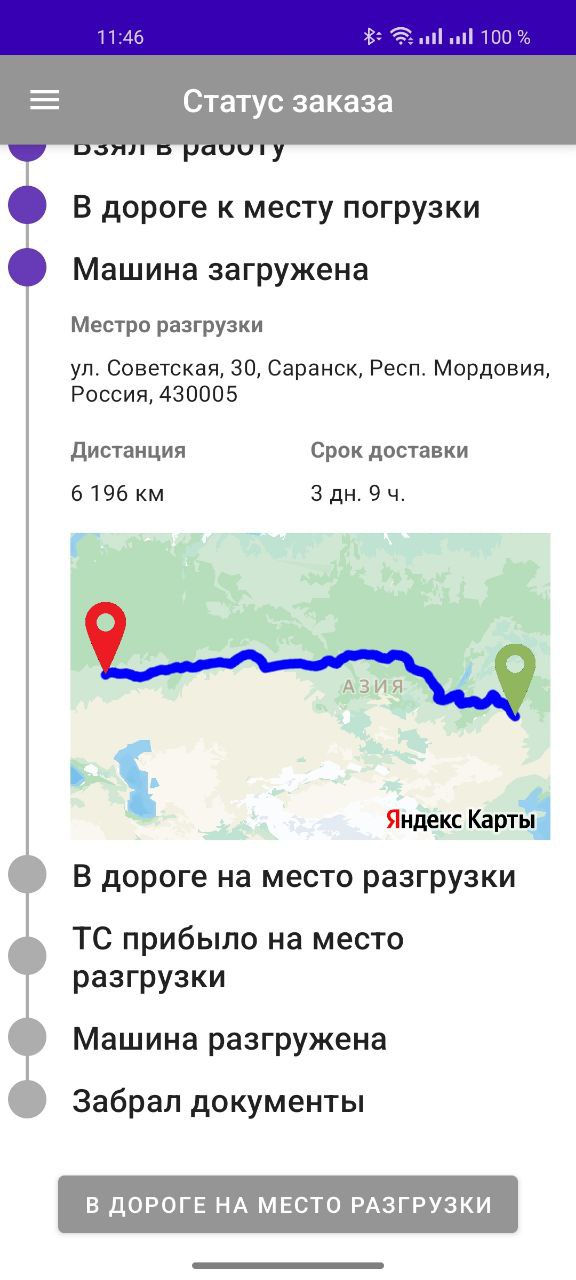 11:46
100 %
Статус заказа
Взял в работу
В дороге к месту погрузки
Машина загружена
Местро разгрузки
ул. Советская, 30, Саранск, Респ. Мордовия,
Россия, 430005
Дистанция
Срок доставки
6 196 км
3 дн. 9 ч.
АЗИЯ
Яндекс Карты
В дороге на место разгрузки
ТС прибыло на место
разгрузки
Машина разгружена
Забрал документы
В ДОРОГЕ НА МЕСТО РАЗГРУЗКИ